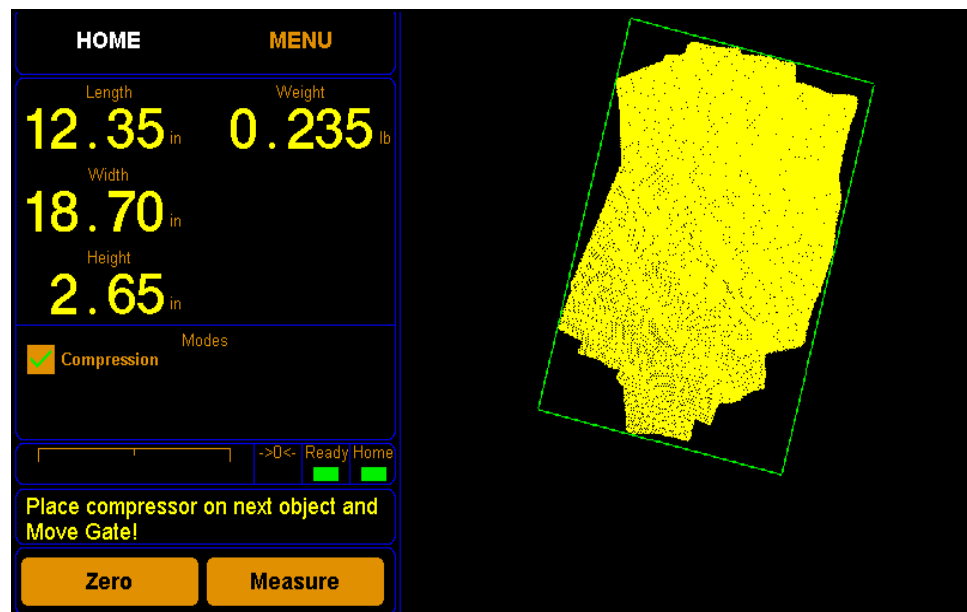 HOME MENU
Length Weight
12.35 in 0.235 lb
Width
18.70 in
Height
2.65 in
Modes
Compression
->0<- Ready Home
Place compressor on next object and
Move Gate!
Zero Measure